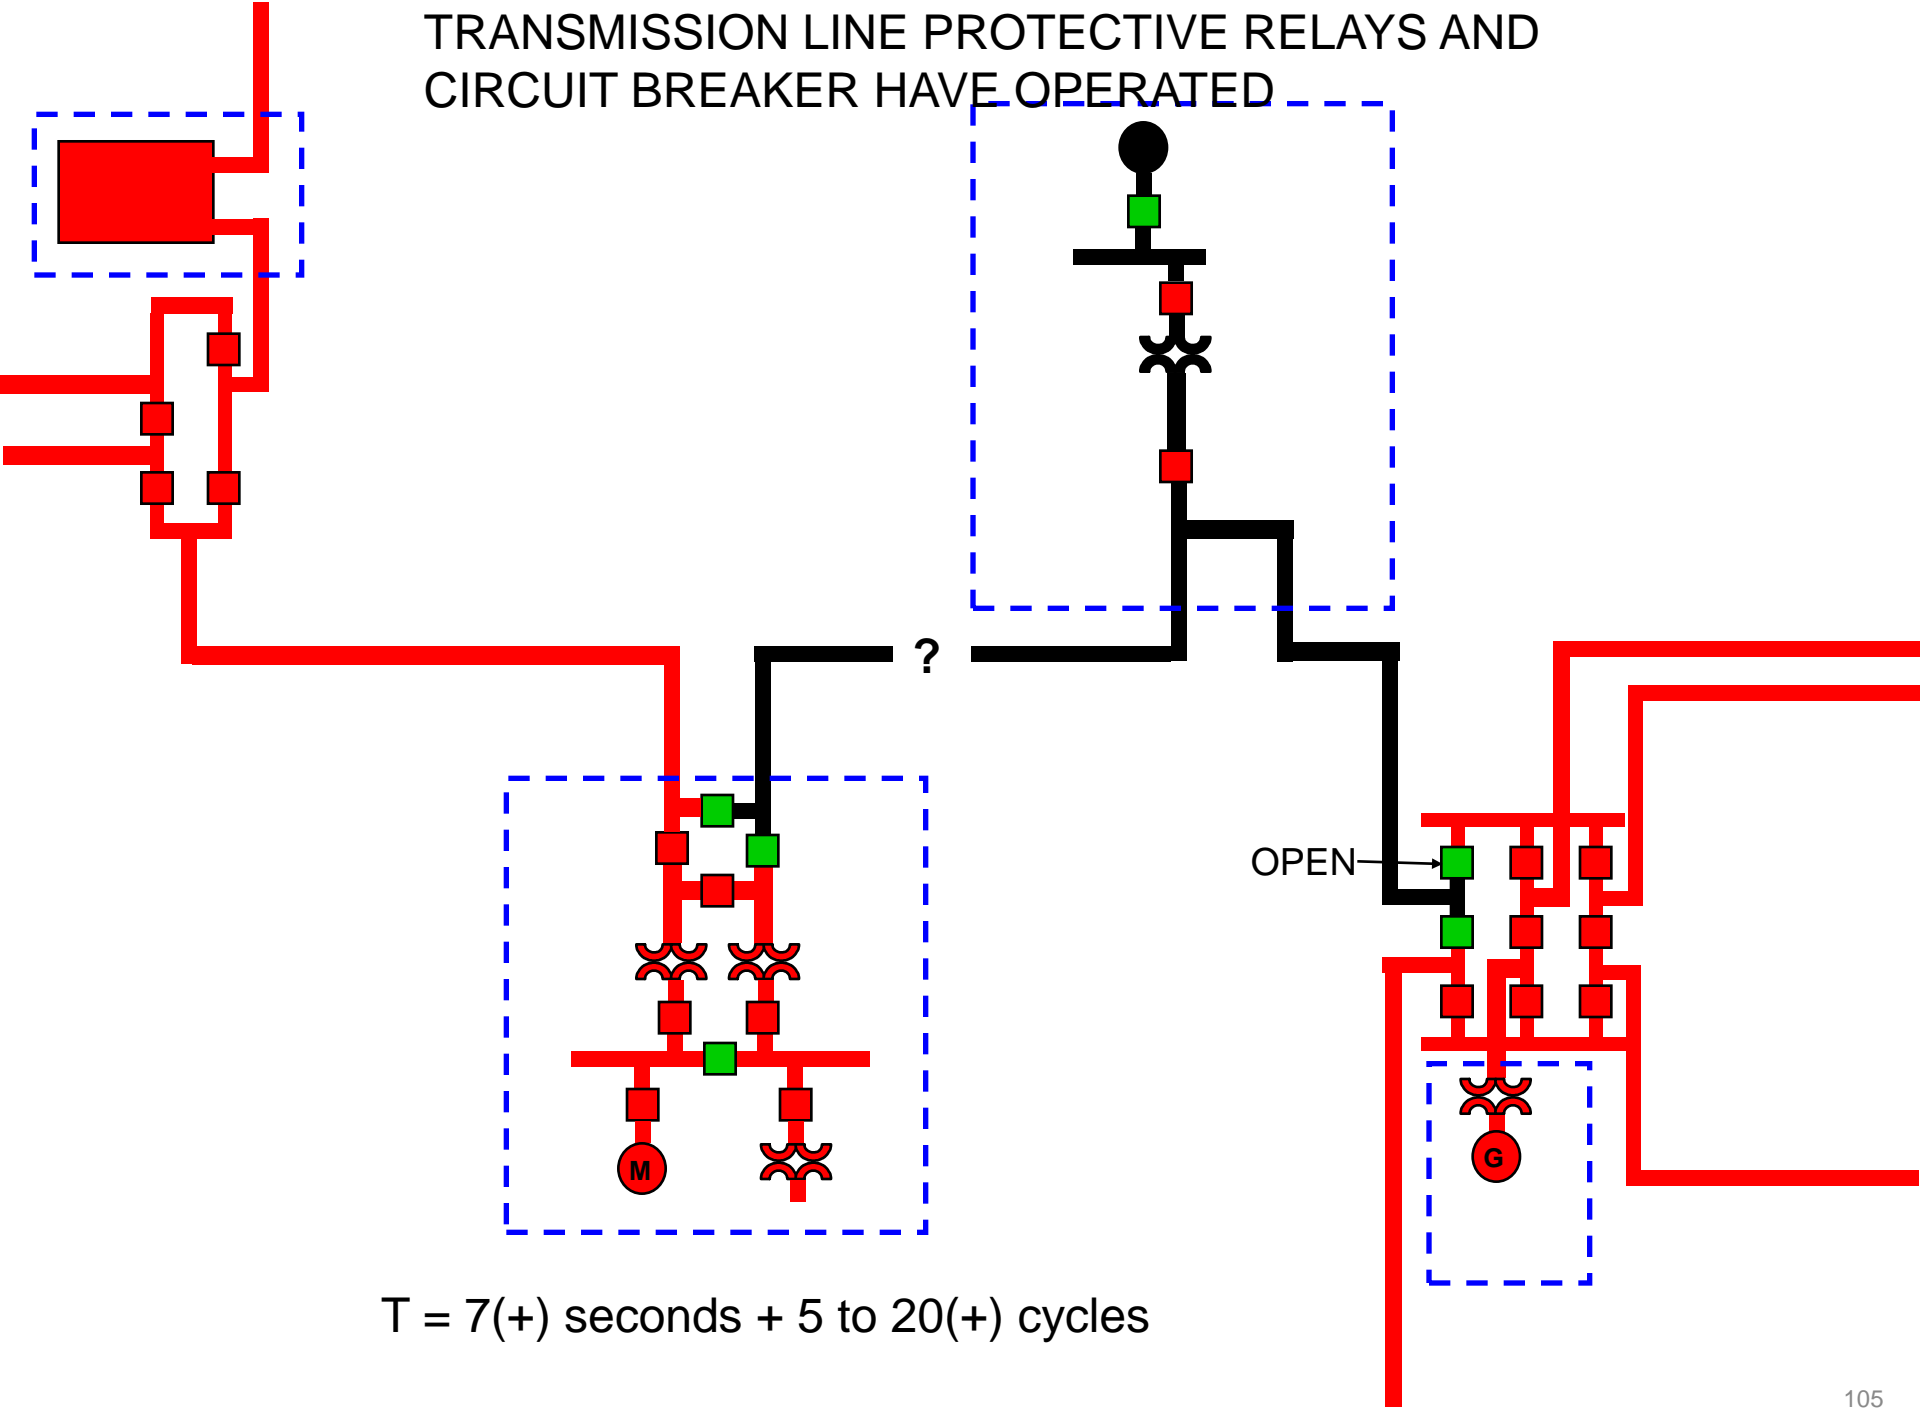 TRANSMISSION LINE PROTECTIVE RELAYS AND
CIRCUIT BREAKER HAVE OPERATED
?
OPEN
M
G
T = 7(+) seconds + 5 to 20(+) cycles
105